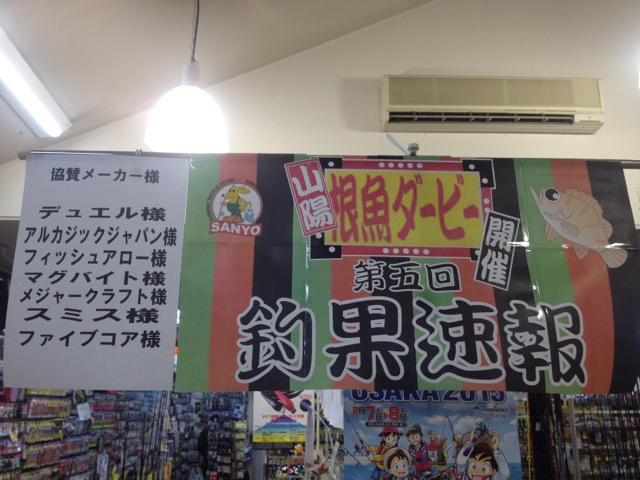 協賛メーカー様
デュエル様
アルカジックジャパン様
フィッシュアロー様
マグバイト様
メジャークラフト様
スミス様
ファイブコア様
SANYO
山陽
根魚ダービー
開催
第五回
釣果速報
OSAKA 2015